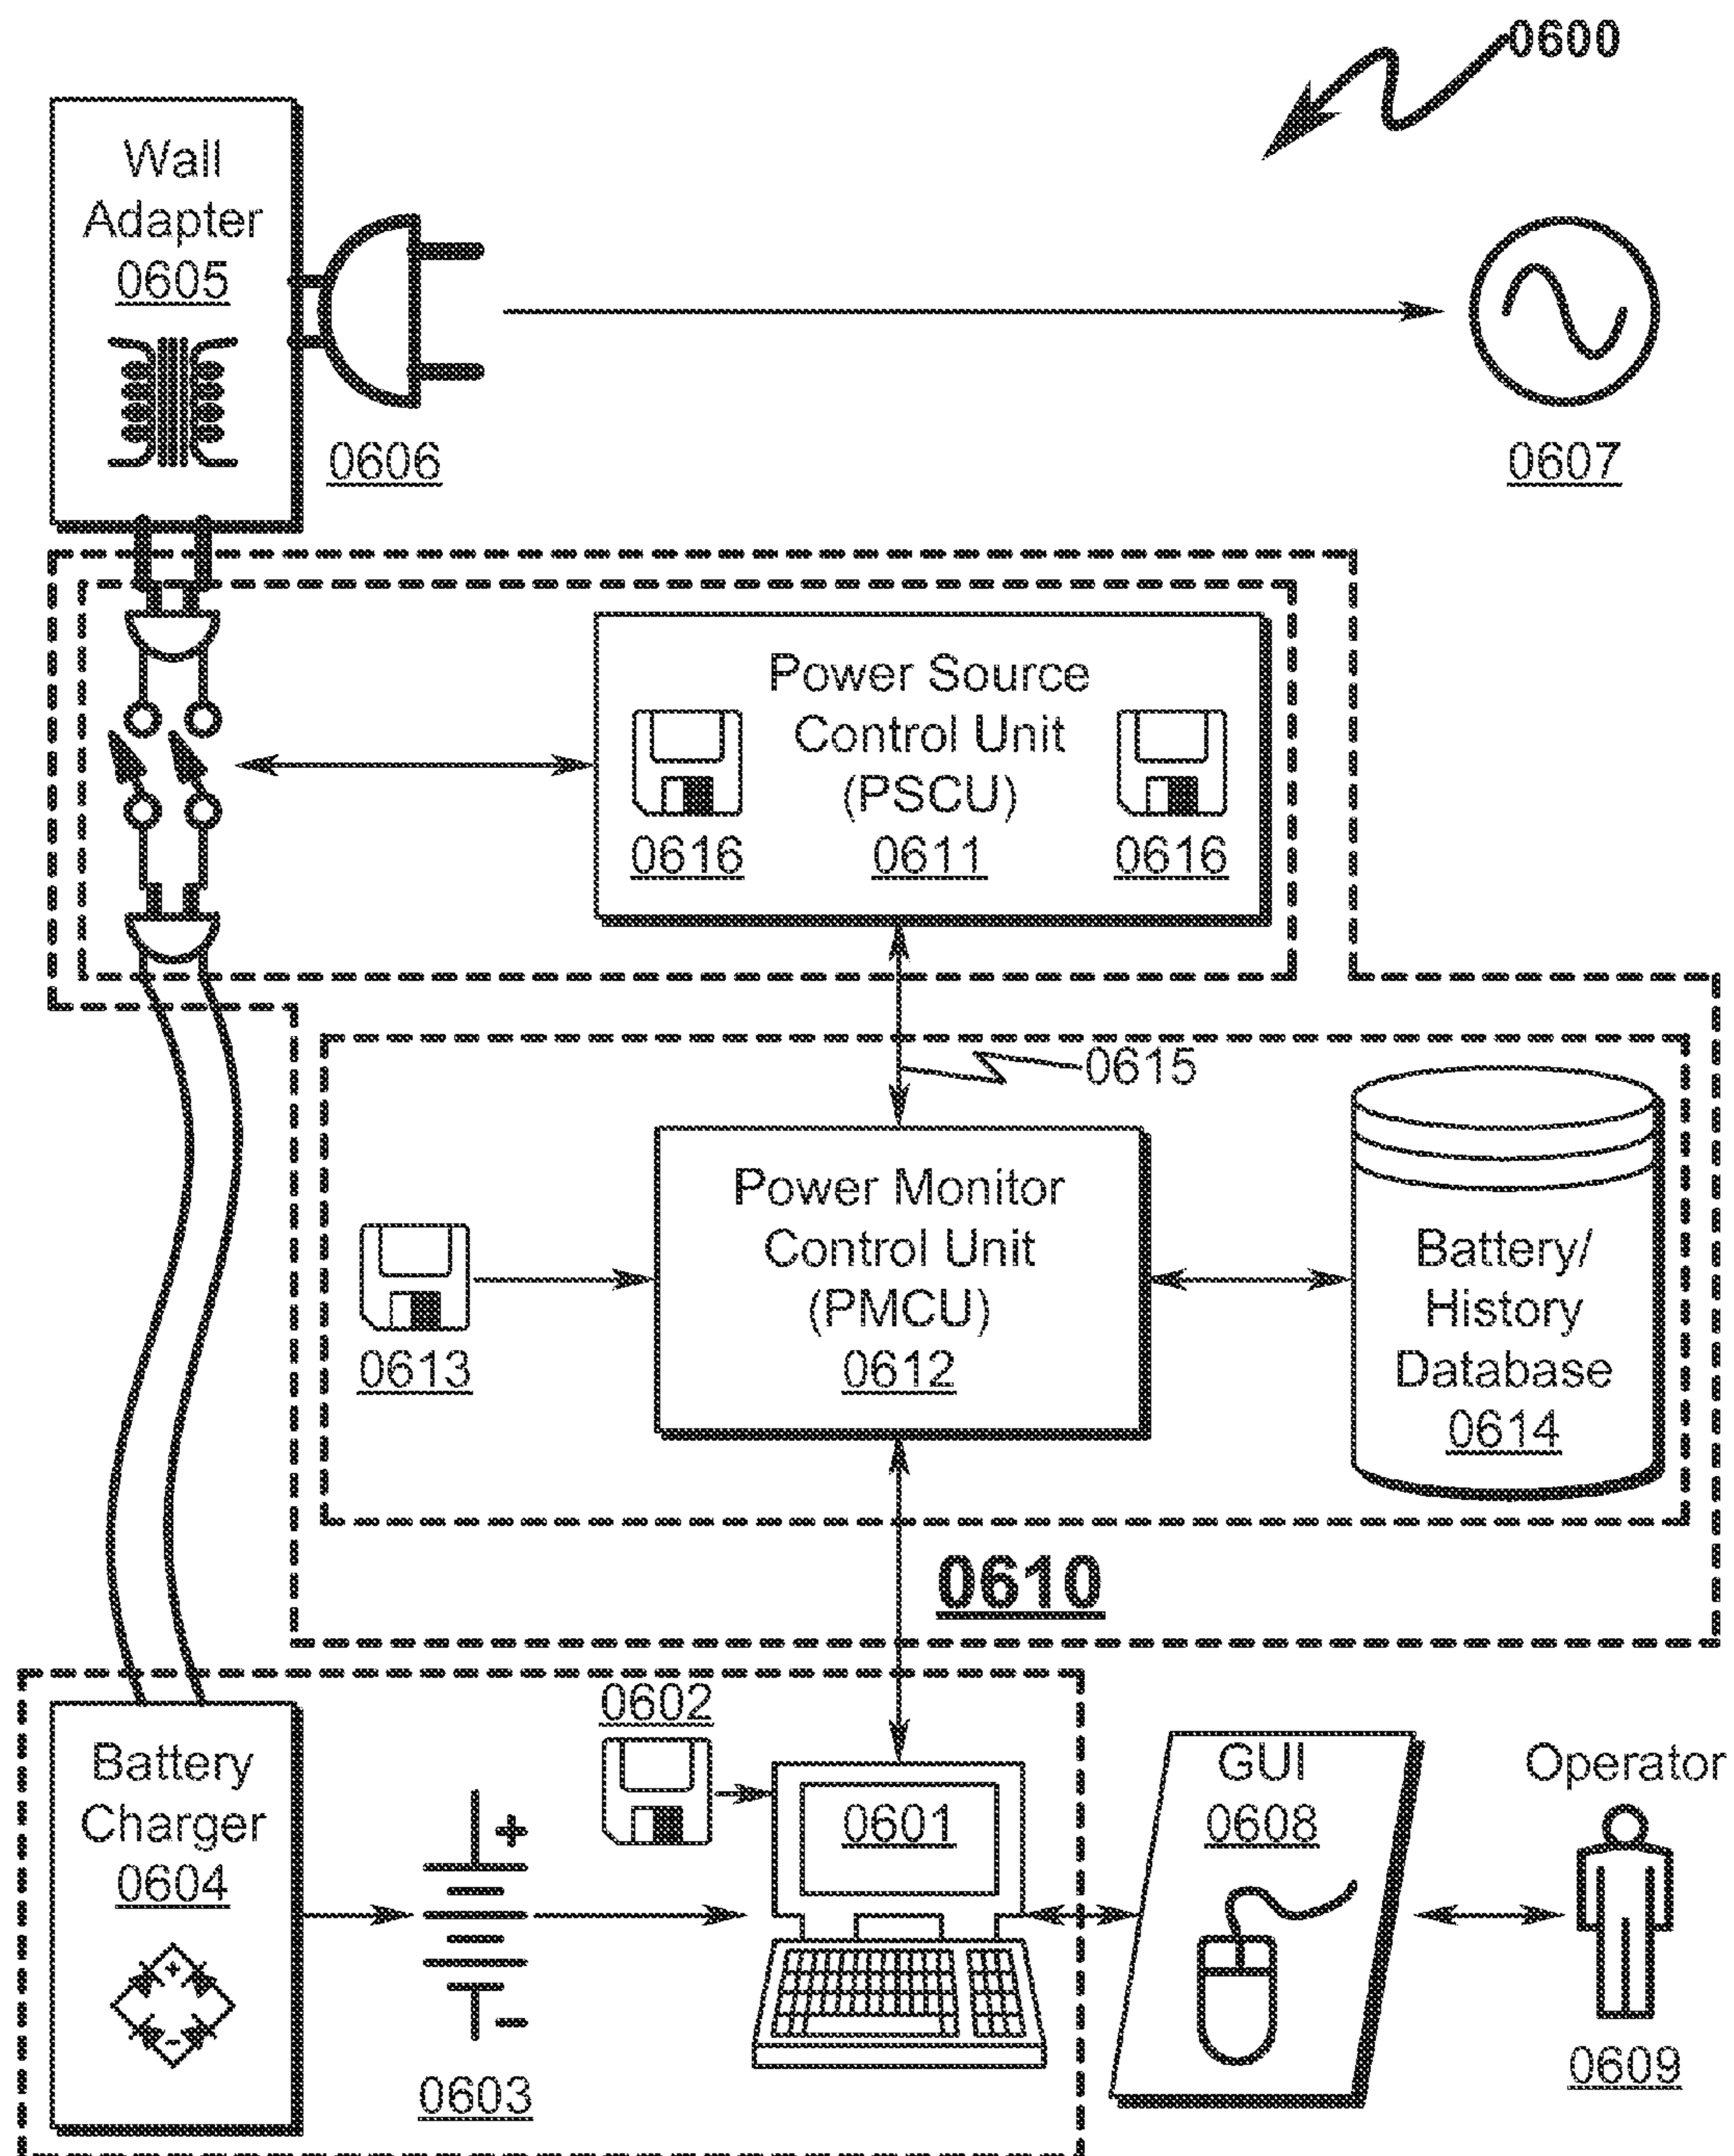 0600
Wall
Adapter
0605
0606
0607
Power Source
Control Unit
(PSCU)
0616
0611
0616
0615
Power Monitor
Control Unit
(PMCU)
0612
0613
Battery/
History
Database
0614
0610
0602
Battery
Charger
0604
+
-
0603
0601
GUI
0608
Operator
0609